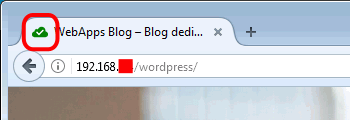 WebApps Blog – Blog dedi...
192.168. /wordpress/